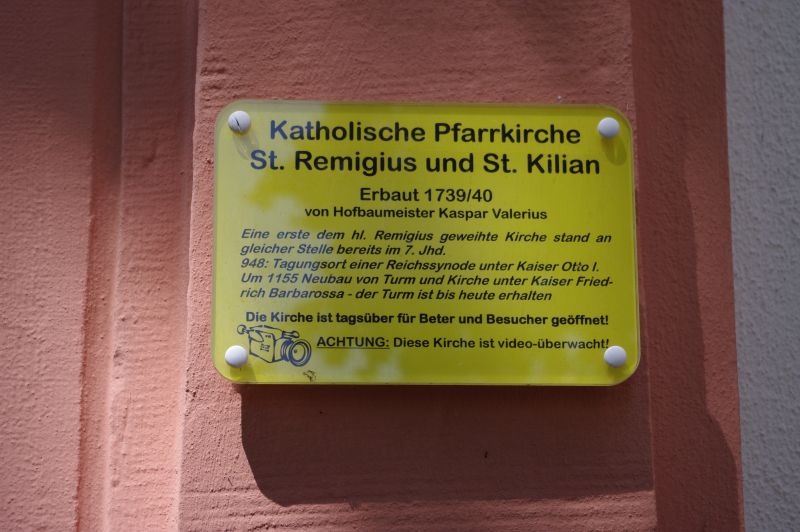 Katholische Pfarrkirche
St. Remigius und St. Kilian
Erbaut 1739/40
von Hofbaumeister Kaspar Valerius
Eine erste dem hl. Remigius geweihte Kirche stand an
gleicher Stelle bereits im 7. Jhd.
948: Tagungsort einer Reichssynode unter Kaiser Otto I.
Um 1155 Neubau von Turm und Kirche unter Kaiser Fried-
rich Barbarossa - der Turm ist bis heute erhalten
Die Kirche ist tagsüber für Beter und Besucher geöffnet!
ACHTUNG: Diese Kirche ist video-überwacht!